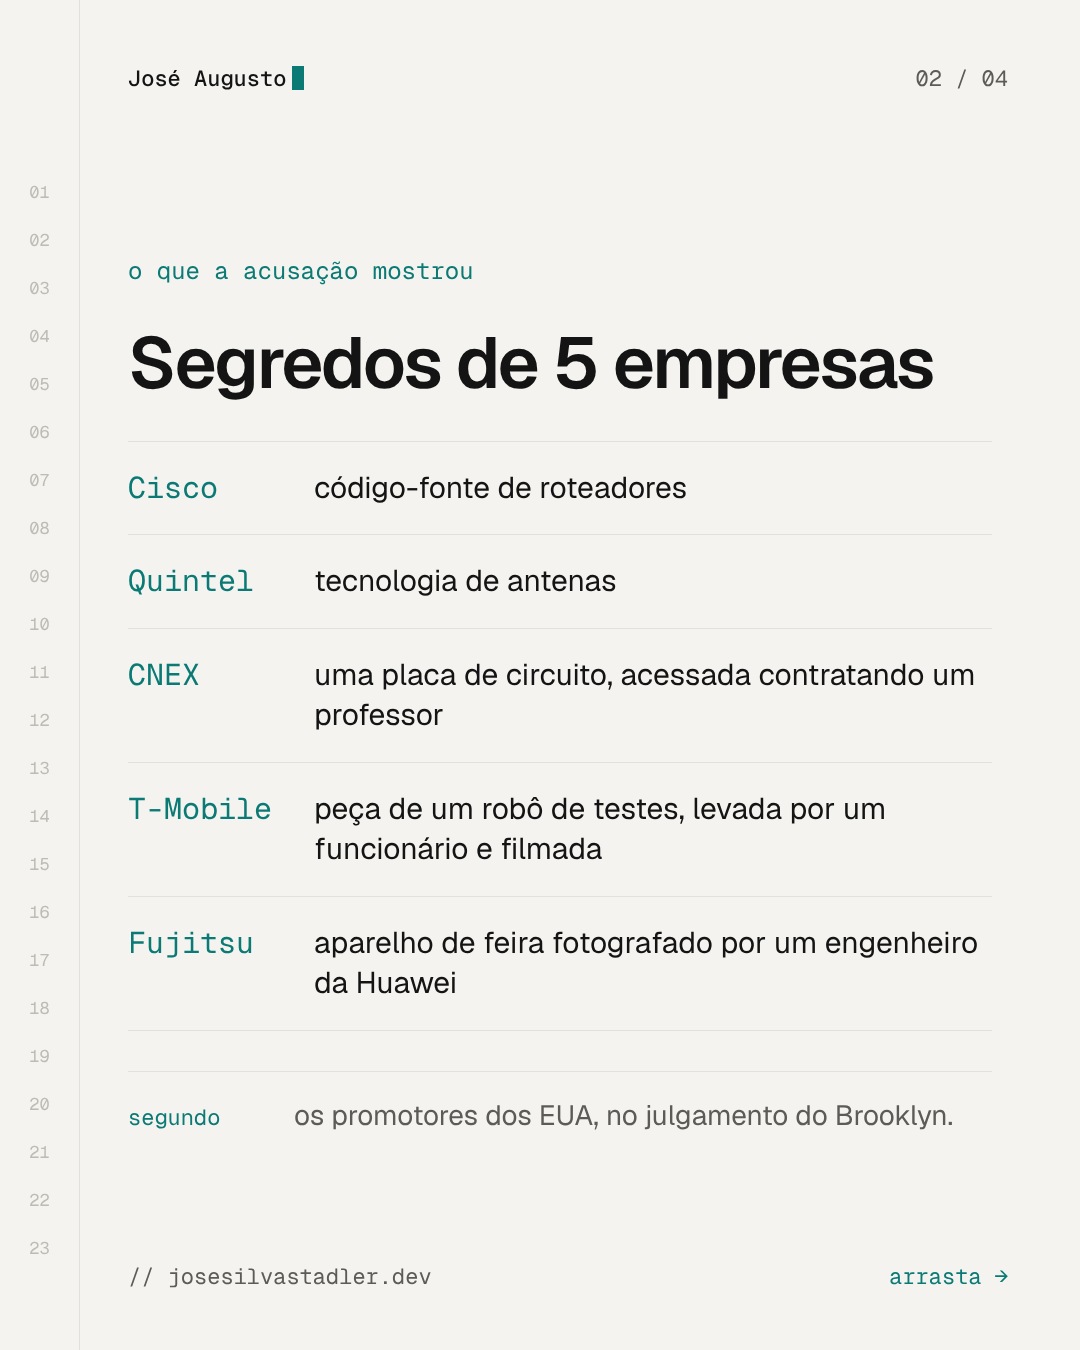 José Augusto
02 / 04
01
02
03
04
05
06
07
08
09
10
11
12
13
14
15
16
17
18
19
20
21
22
23
o que a acusação mostrou
Segredos de 5 empresas
Cisco código-fonte de roteadores
Quintel tecnologia de antenas
CNEX uma placa de circuito, acessada contratando um
professor
T-Mobile peça de um robô de testes, levada por um
funcionário e filmada
Fujitsu aparelho de feira fotografado por um engenheiro
da Huawei
segundo os promotores dos EUA, no julgamento do Brooklyn.
// josesilvastadler.dev
arrasta →